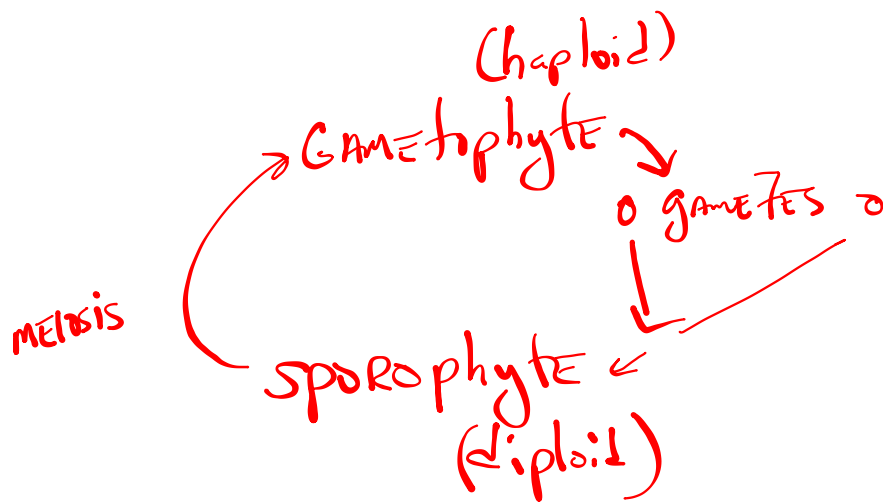 (haploid)
GAMEtophytE
o gAMETES o
MEIOSIS
SPOROphytE
(diploid)